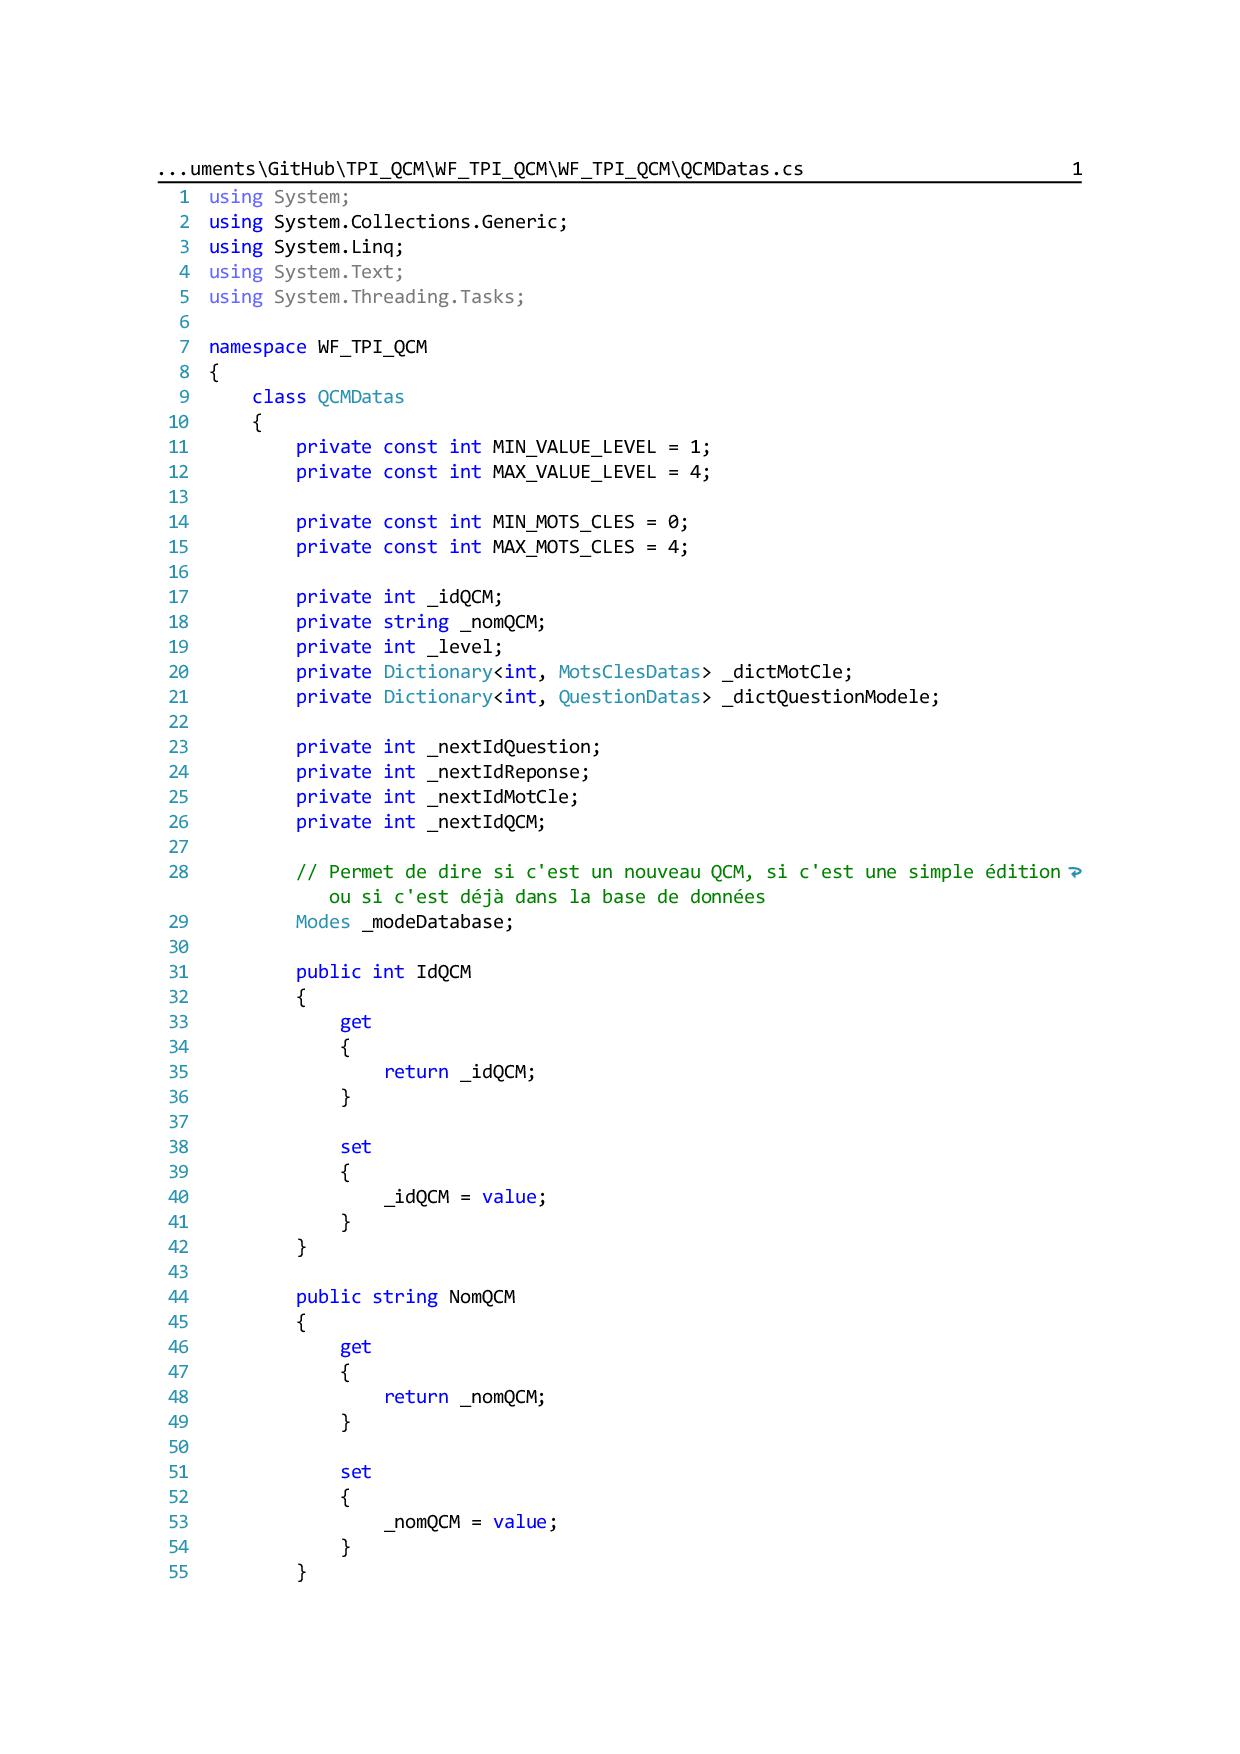 ...uments\GitHub\TPI_QCM\WF_TPI_QCM\WF_TPI_QCM\QCMDatas.cs 1
1 using System;
2 using System.Collections.Generic;
3 using System.Linq;
4 using System.Text;
5 using System.Threading.Tasks;
6
7 namespace WF_TPI_QCM
8 {
9     class QCMDatas
10     {
11         private const int MIN_VALUE_LEVEL = 1;
12         private const int MAX_VALUE_LEVEL = 4;
13
14         private const int MIN_MOTS_CLES = 0;
15         private const int MAX_MOTS_CLES = 4;
16
17         private int _idQCM;
18         private string _nomQCM;
19         private int _level;
20         private Dictionary<int, MotsClesDatas> _dictMotCle;
21         private Dictionary<int, QuestionDatas> _dictQuestionModele;
22
23         private int _nextIdQuestion;
24         private int _nextIdReponse;
25         private int _nextIdMotCle;
26         private int _nextIdQCM;
27
28         // Permet de dire si c'est un nouveau QCM, si c'est une simple édition
            ou si c'est déjà dans la base de données
29         Modes _modeDatabase;
30
31         public int IdQCM
32         {
33             get
34             {
35                 return _idQCM;
36             }
37
38             set
39             {
40                 _idQCM = value;
41             }
42         }
43
44         public string NomQCM
45         {
46             get
47             {
48                 return _nomQCM;
49             }
50
51             set
52             {
53                 _nomQCM = value;
54             }
55         }